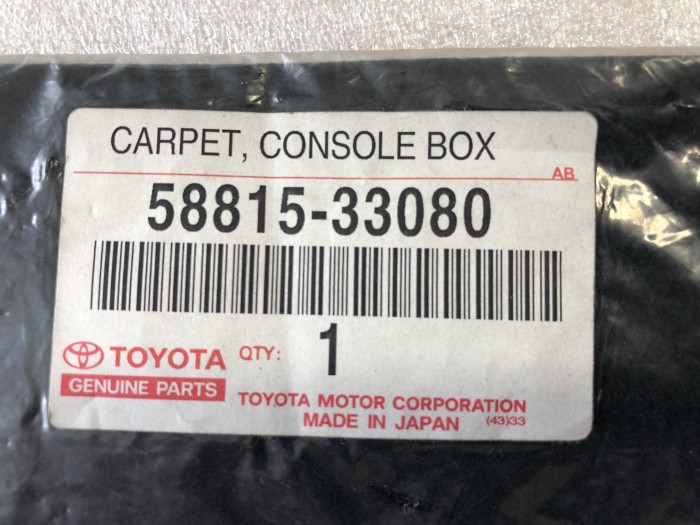 CARPET, CONSOLE BOX
AB
58815-33080
TOYOTA QTY: 1
GENUINE PARTS
TOYOTA MOTOR CORPORATION
MADE IN JAPAN (43)33